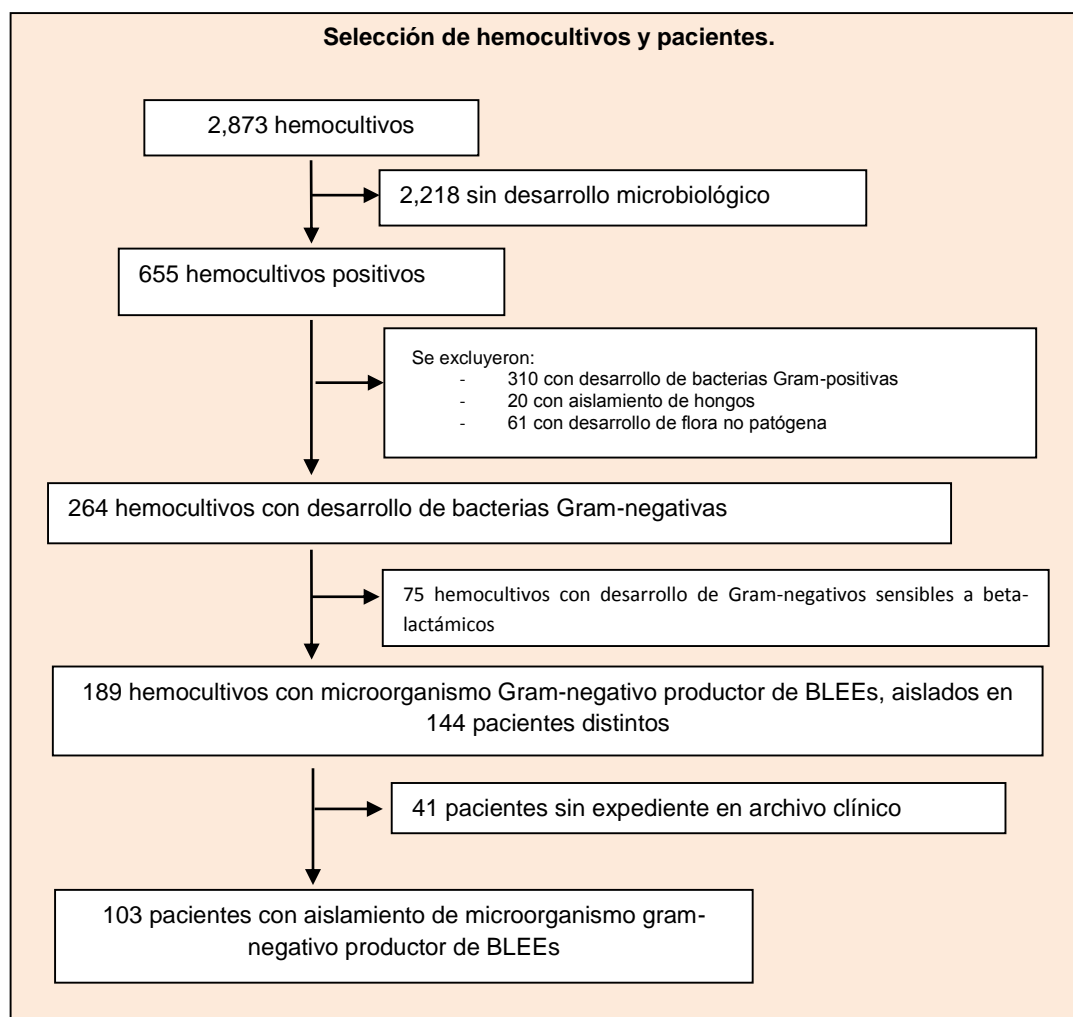 Selección de hemocultivos y pacientes.
2,873 hemocultivos
2,218 sin desarrollo microbiológico
655 hemocultivos positivos
Se excluyeron:
- 310 con desarrollo de bacterias Gram-positivas
- 20 con aislamiento de hongos
- 61 con desarrollo de flora no patógena
264 hemocultivos con desarrollo de bacterias Gram-negativas
75 hemocultivos con desarrollo de Gram-negativos sensibles a beta-
lactámicos
189 hemocultivos con microorganismo Gram-negativo productor de BLEEs, aislados en
144 pacientes distintos
41 pacientes sin expediente en archivo clínico
103 pacientes con aislamiento de microorganismo gram-
negativo productor de BLEEs